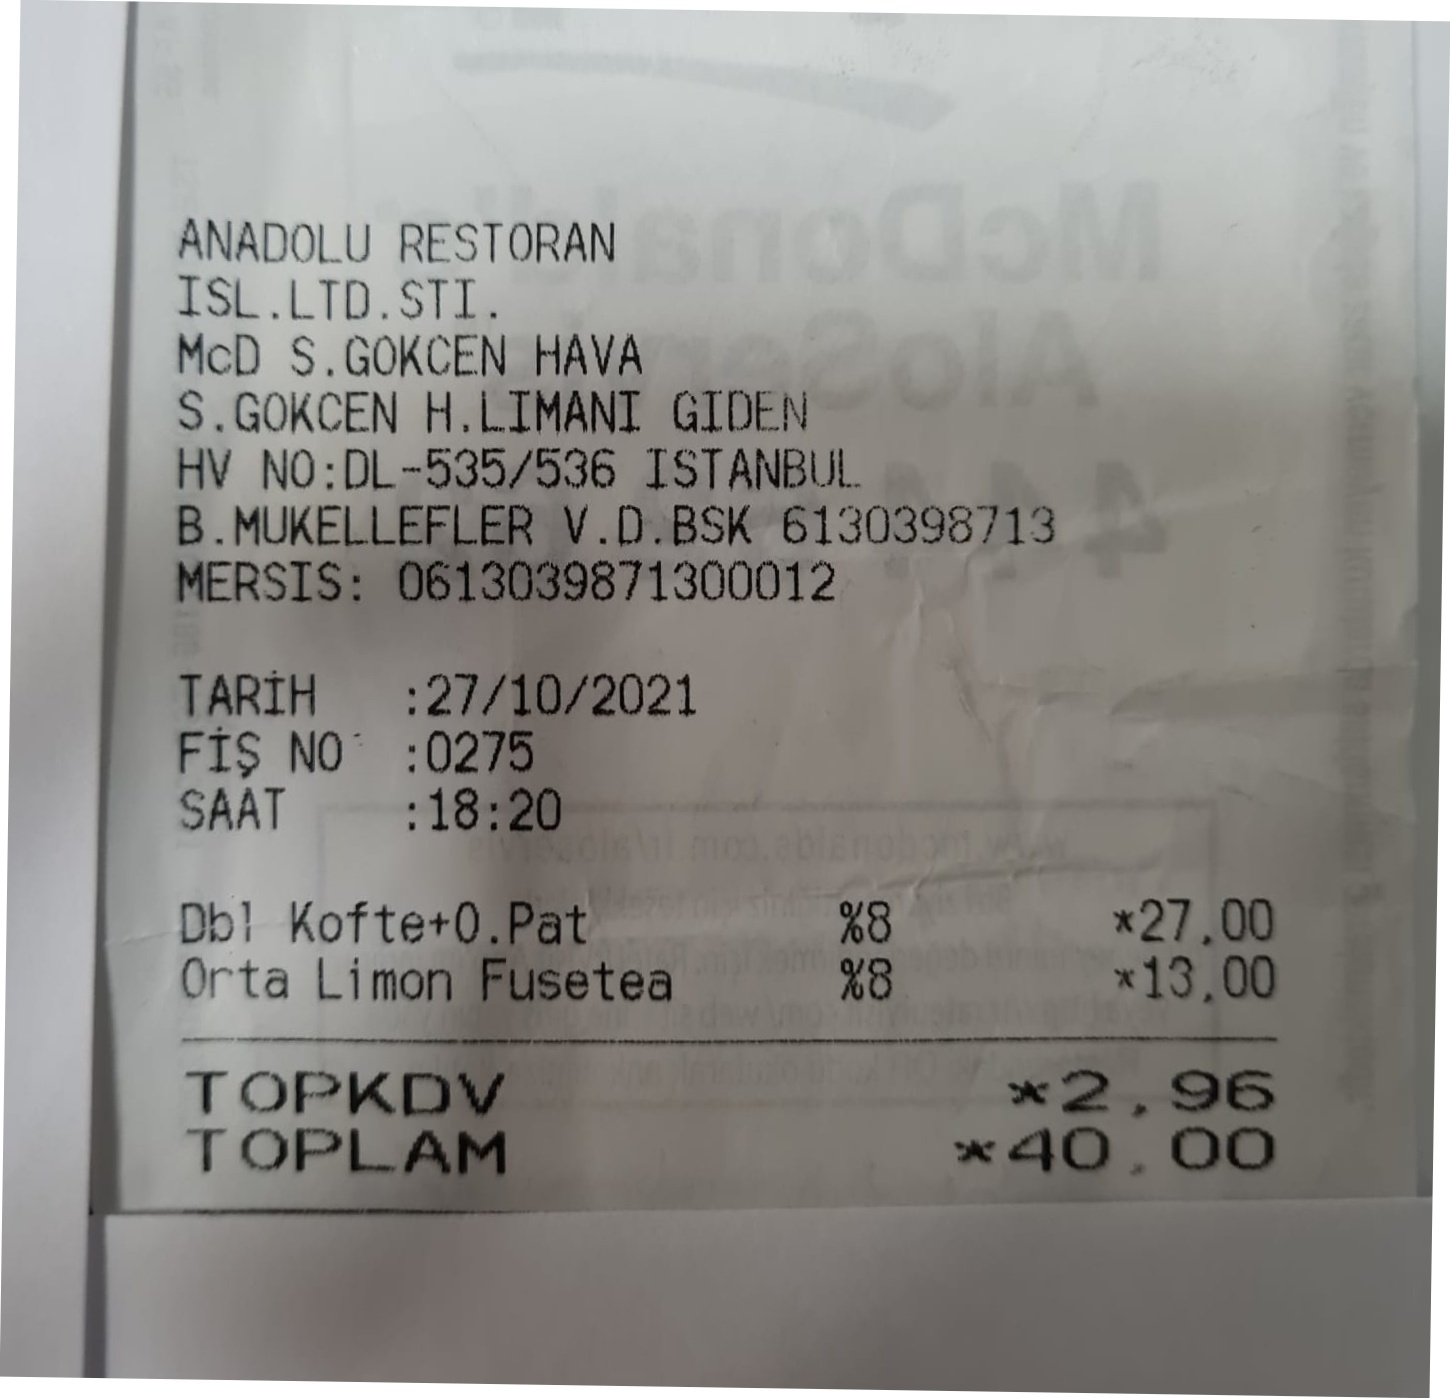 ANADOLU RESTORAN
ISL.LTD.STI.
McD S.GOKCEN HAVA
S.GOKCEN H.LIMANI GIDEN
HV NO:DL-535/536 ISTANBUL
B.MUKELLEFLER V.D.BSK 6130398713
MERSIS: 0613039871300012
TARİH :27/10/2021
FİŞ NO :0275
SAAT :18:20
Dbl Kofte+O.Pat %8 *27,00
Orta Limon Fusetea %8 *13,00
TOPKDV *2,96
TOPLAM *40,00